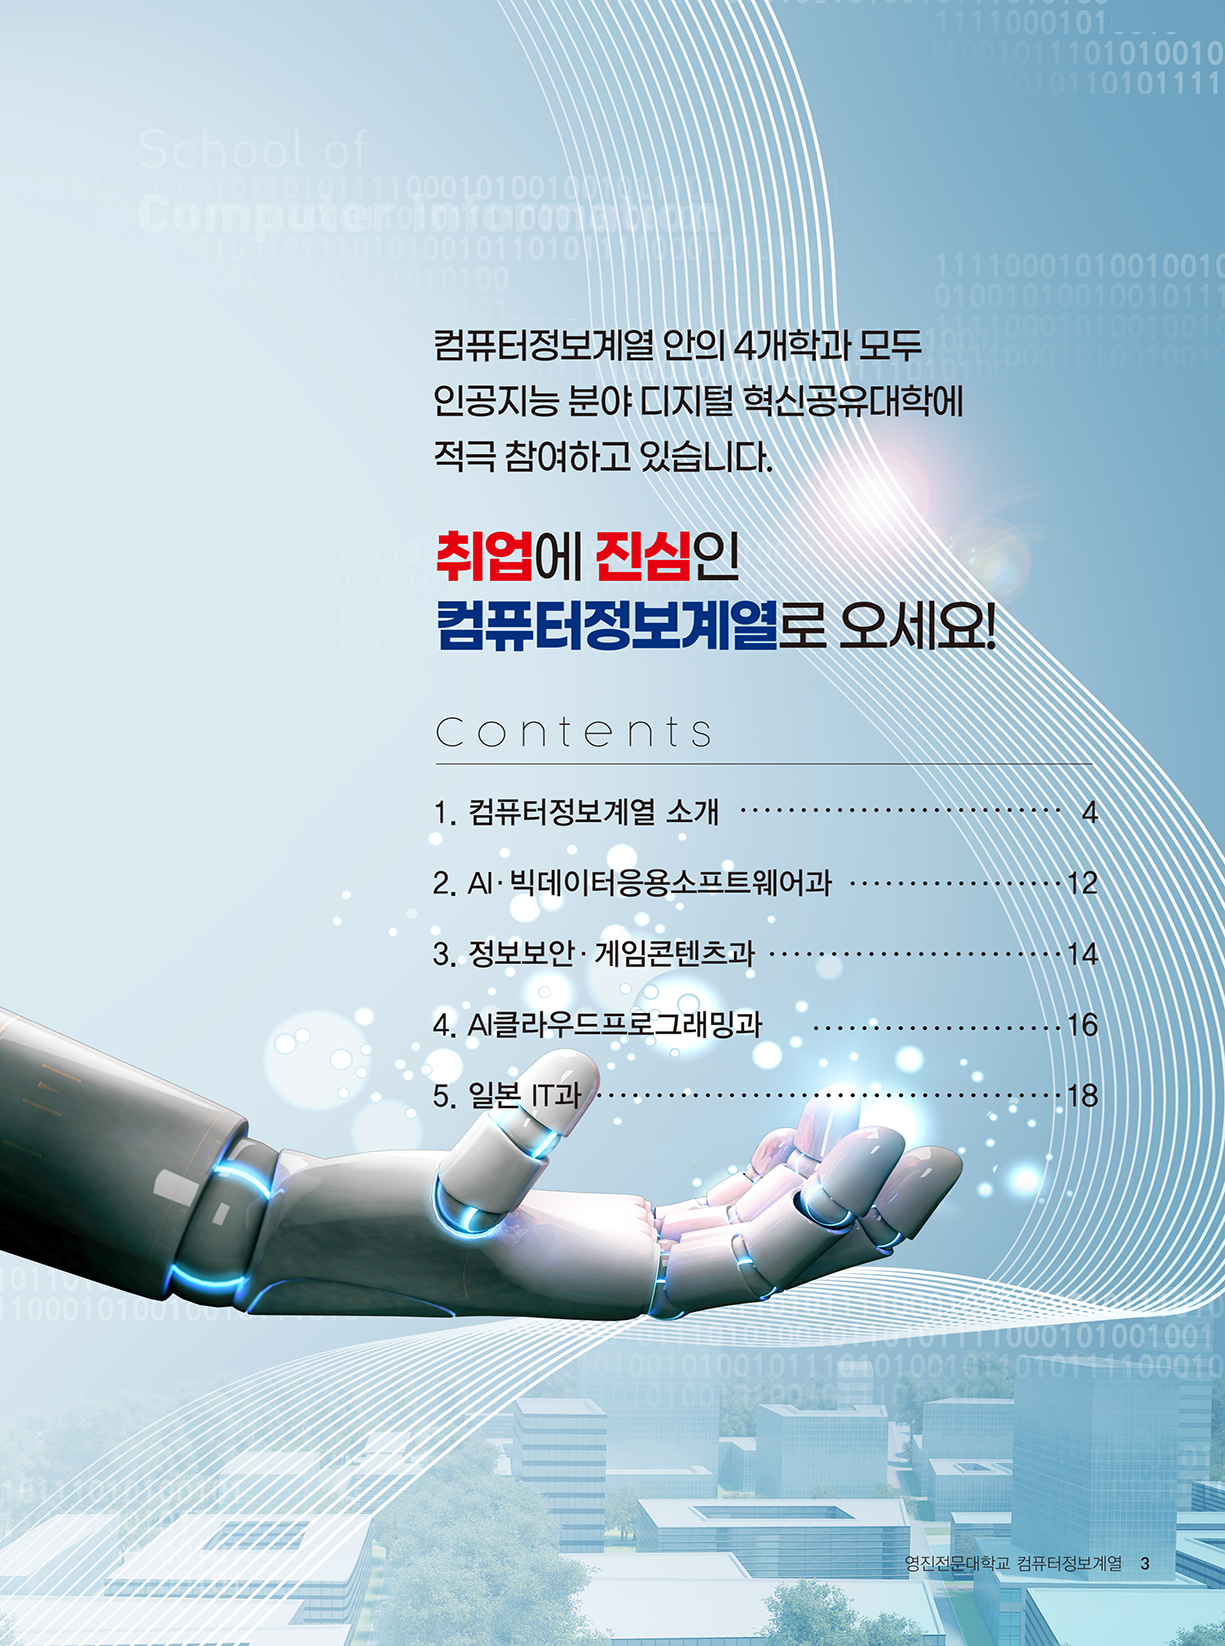 School of
Computer information
컴퓨터정보계열 안의 4개학과 모두
인공지능 분야 디지털 혁신공유대학에
적극 참여하고 있습니다.
취업에 진심인
컴퓨터정보계열로 오세요!
Contents
1. 컴퓨터정보계열 소개 ··························· 4
2. AI·빅데이터응용소프트웨어과 ·················· 12
3. 정보보안·게임콘텐츠과 ························ 14
4. AI클라우드프로그래밍과 ····················· 16
5. 일본 IT과 ······································· 18
영진전문대학교 컴퓨터정보계열 3